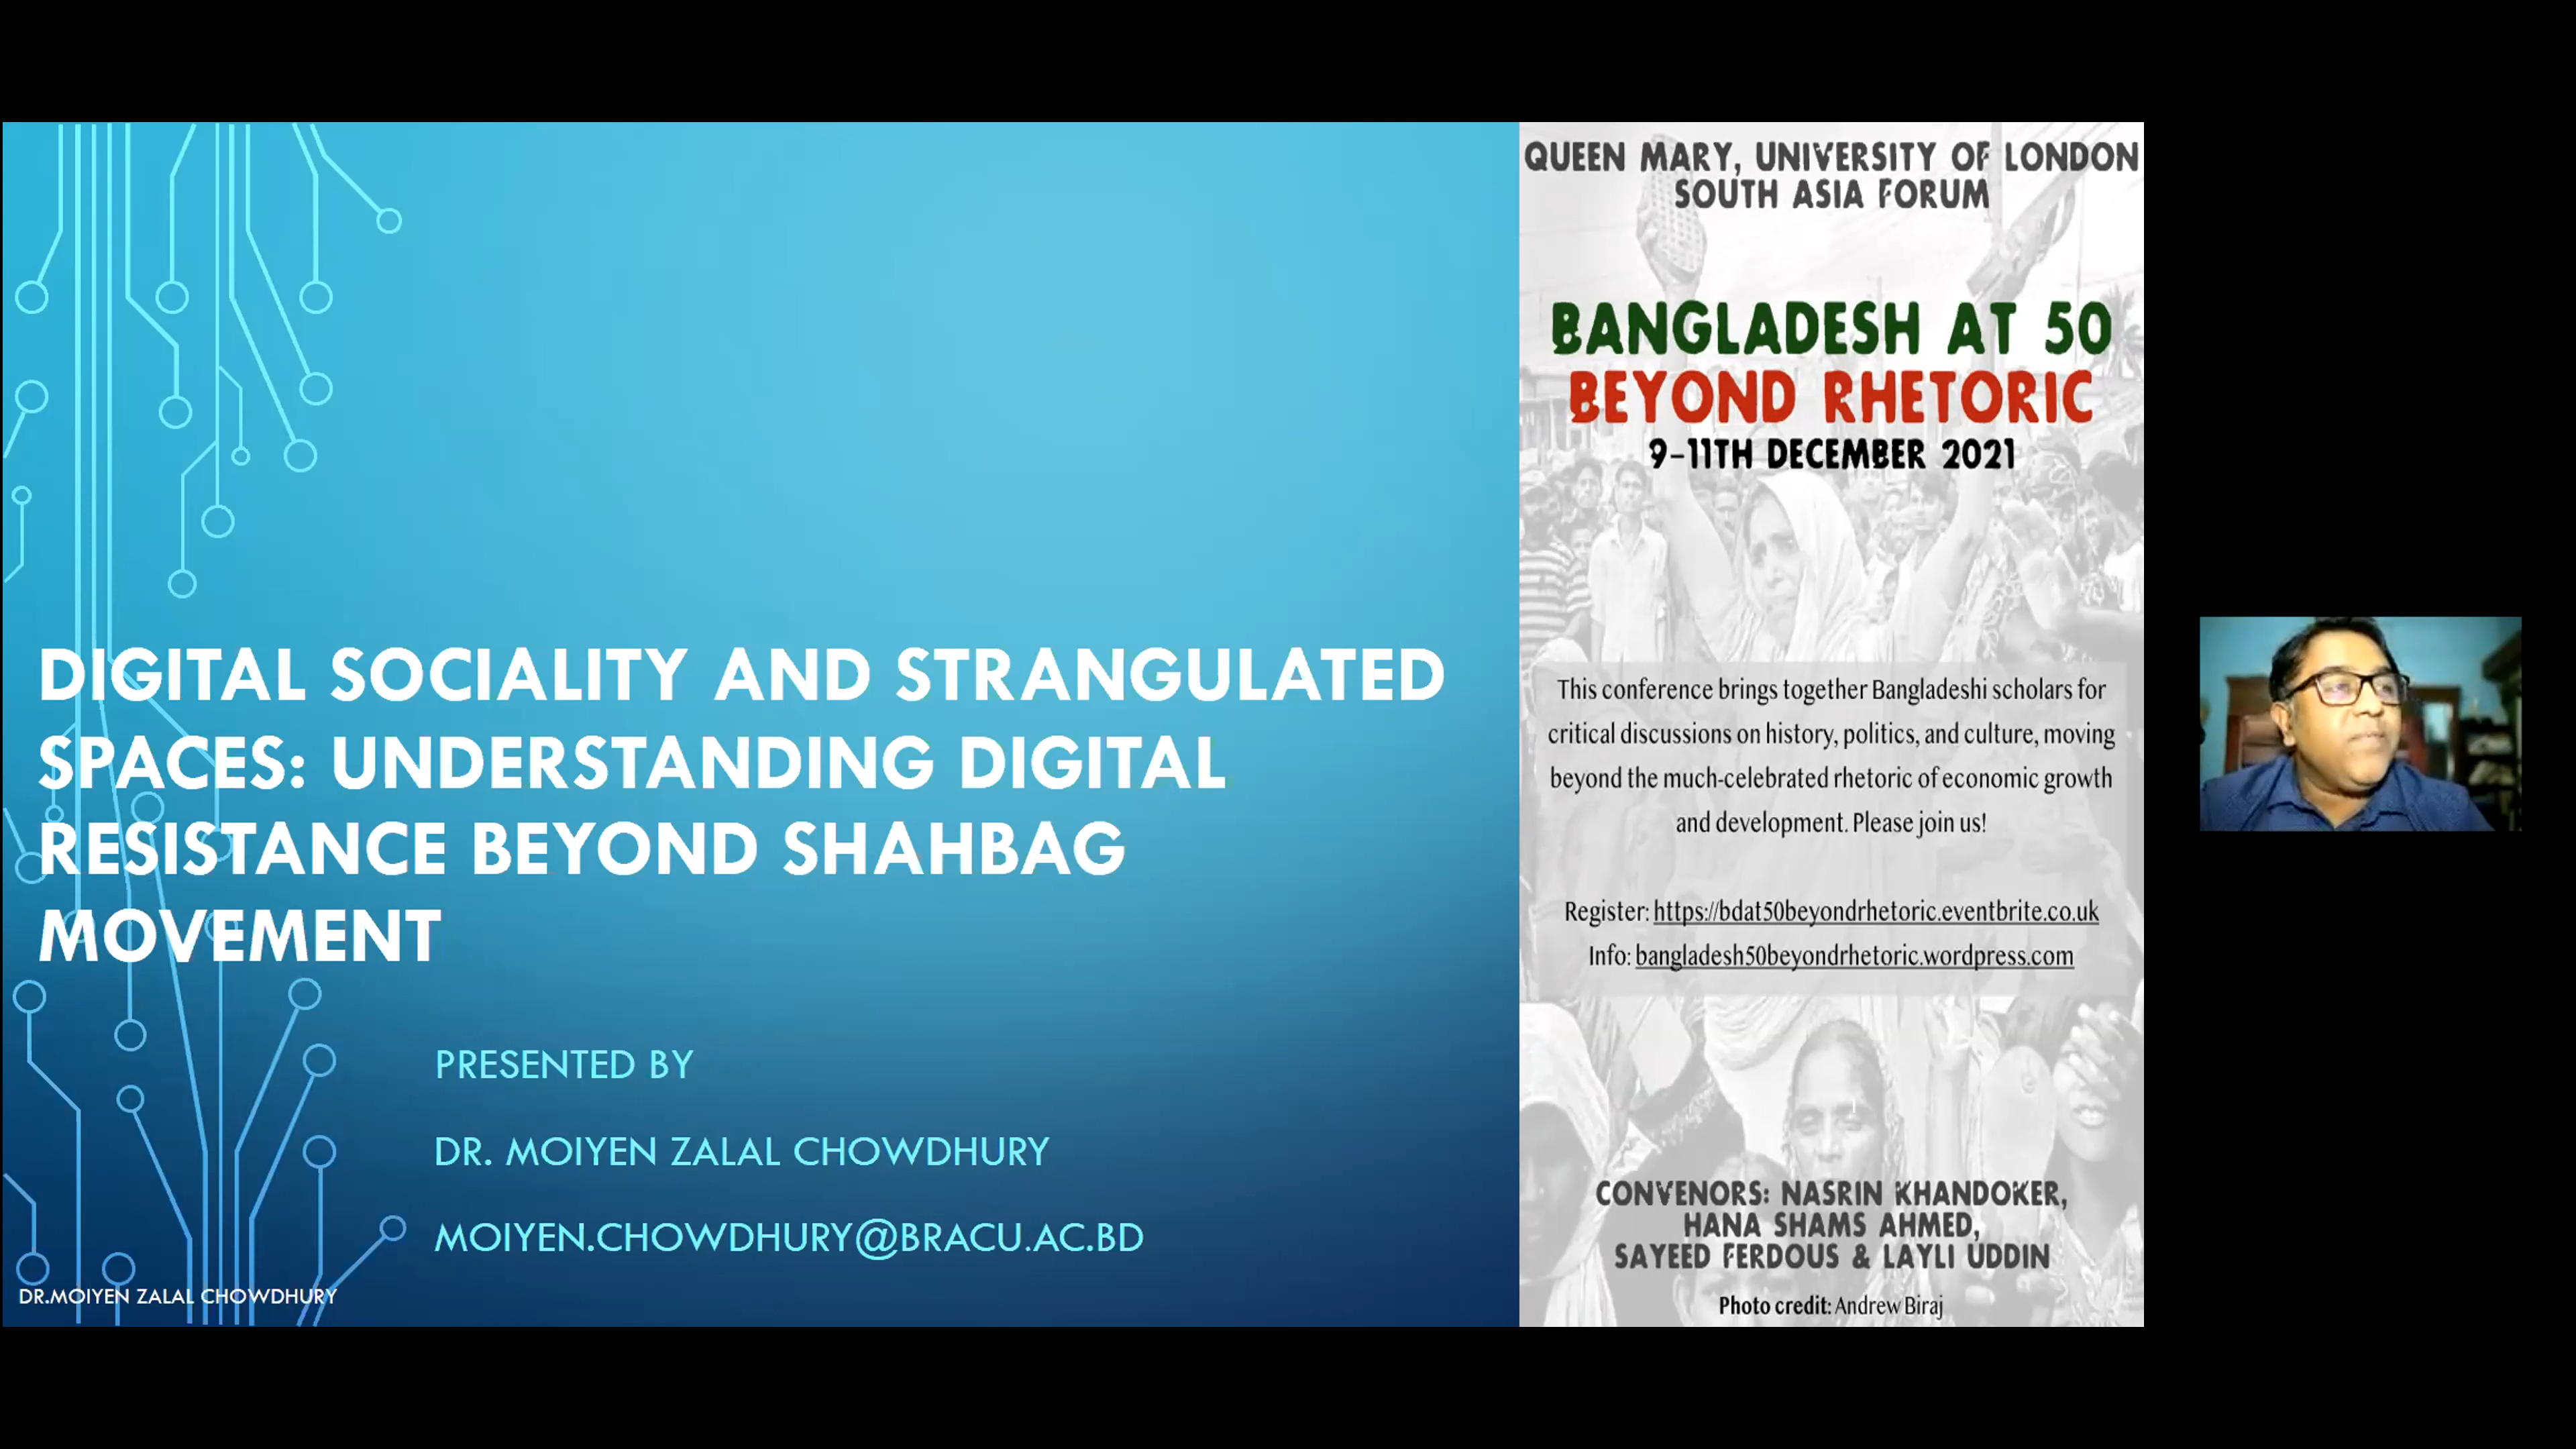 DIGITAL SOCIALITY AND STRANGULATED
SPACES: UNDERSTANDING DIGITAL
RESISTANCE BEYOND SHAHBAG
MOVEMENT
PRESENTED BY
DR. MOIYEN ZALAL CHOWDHURY
MOIYEN.CHOWDHURY@BRACU.AC.BD
DR.MOIYEN ZALAL CHOWDHURY
QUEEN MARY, UNIVERSITY OF LONDON
SOUTH ASIA FORUM
BANGLADESH AT 50
BEYOND RHETORIC
9-11TH DECEMBER 2021
This conference brings together Bangladeshi scholars for
critical discussions on history, politics, and culture, moving
beyond the much-celebrated rhetoric of economic growth
and development. Please join us!
Register: https://bdat50beyondrhetoric.eventbrite.co.uk
Info: bangladesh50beyondrhetoric.wordpress.com
CONVENORS: NASRIN KHANDOKER,
HANA SHAMS AHMED,
SAYEED FERDOUS & LAYLI UDDIN
Photo credit: Andrew Biraj